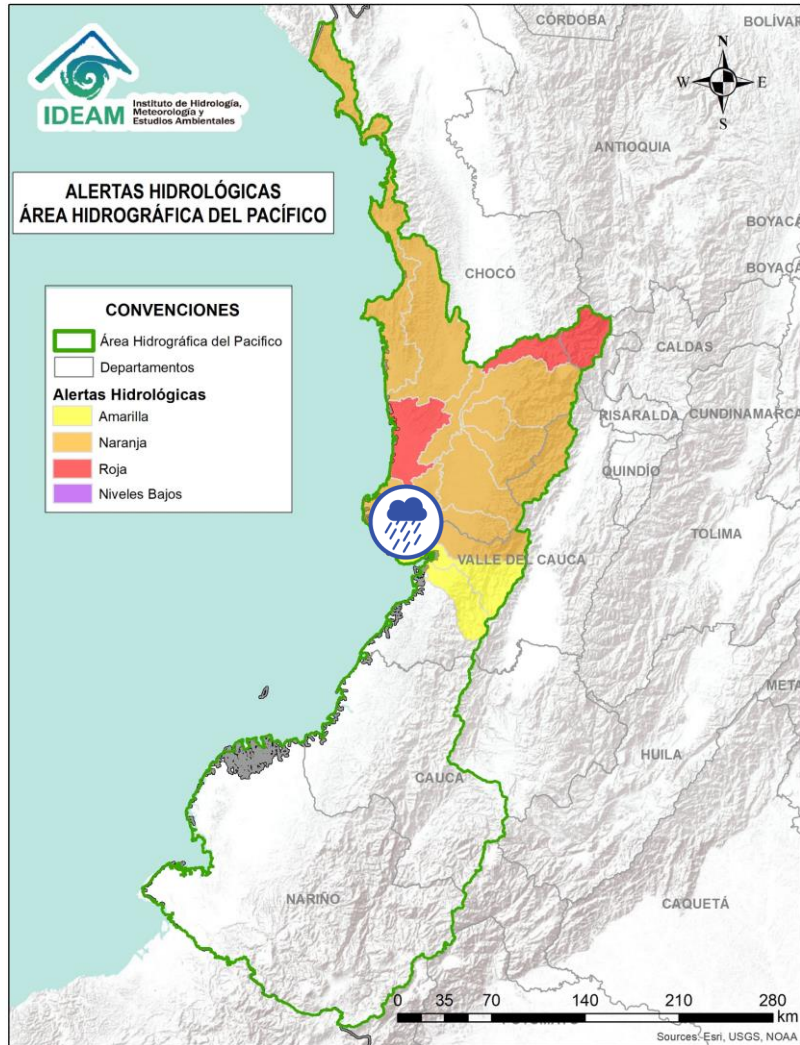 IDEAM
Instituto de Hidrología,
Meteorología y
Estudios Ambientales
ALERTAS HIDROLÓGICAS
ÁREA HIDROGRÁFICA DEL PACÍFICO
CONVENCIONES
Área Hidrográfica del Pacifico
Departamentos
Alertas Hidrológicas
Amarilla
Naranja
Roja
Niveles Bajos
CÓRDOBA
BOLÍVAR
N
W
E
S
ANTIOQUIA
BOYACÁ
BOYACÁ
CHOCÓ
CALDAS
RISARALDA
CUNDINAMARCA
QUINDÍO
TOLIMA
VALLE DEL CAUCA
META
HUILA
CAUCA
NARIÑO
CAQUETÁ
0 35 70 140 210 280
km
Sources: Esri, USGS, NOAA